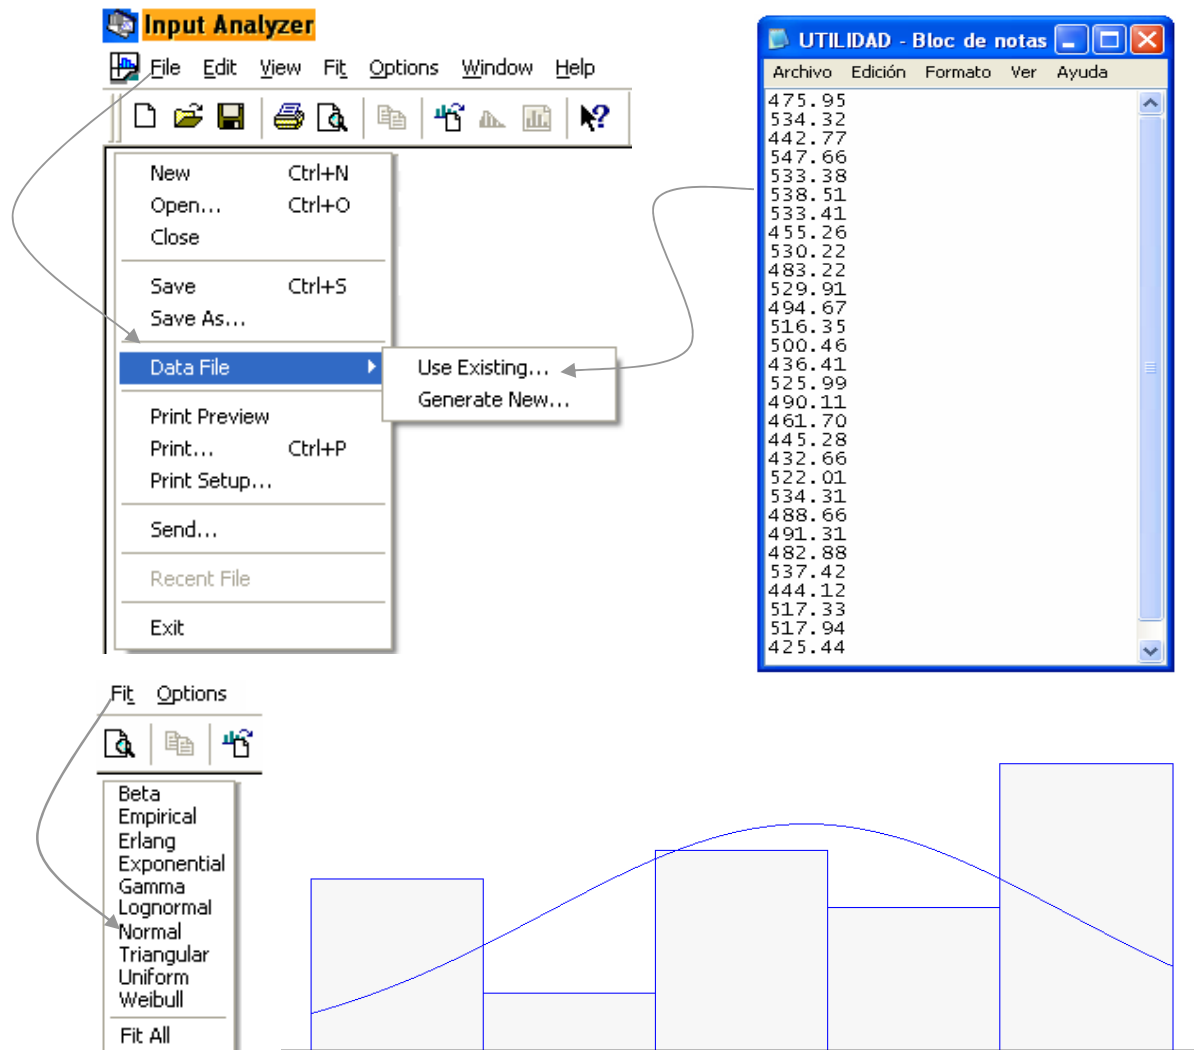 Input Analyzer
File Edit View Fit Options Window Help
New Ctrl+N
Open... Ctrl+O
Close
Save Ctrl+S
Save As...
Data File
Use Existing...
Generate New...
Print Preview
Print... Ctrl+P
Print Setup...
Send...
Recent File
Exit
UTILIDAD - Bloc de notas
Archivo Edición Formato Ver Ayuda
475.95
534.32
442.77
547.66
533.38
538.51
533.41
455.26
530.22
483.22
529.91
494.67
516.35
500.46
436.41
525.99
490.11
461.70
445.28
432.66
522.01
534.31
488.66
491.31
482.88
537.42
444.12
517.33
517.94
425.44
Fit Options
Beta
Empirical
Erlang
Exponential
Gamma
Lognormal
Normal
Triangular
Uniform
Weibull
Fit All